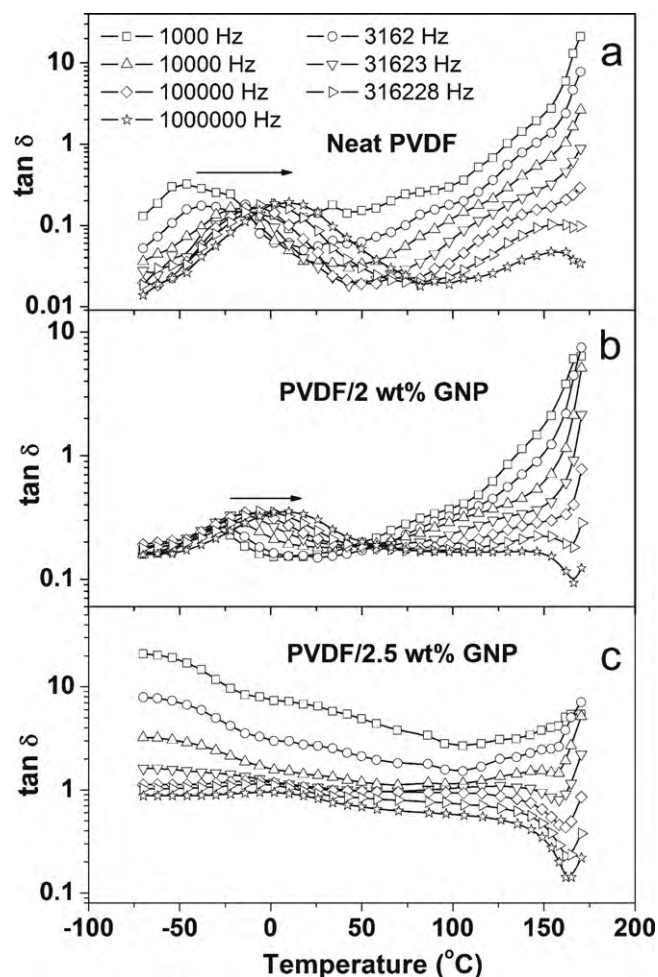 a
1000 Hz 3162 Hz
10000 Hz 31623 Hz
100000 Hz 316228 Hz
1000000 Hz
Neat PVDF
tan δ
10
1
0.1
0.01
b
PVDF/2 wt% GNP
tan δ
10
1
0.1
c
PVDF/2.5 wt% GNP
tan δ
10
1
0.1
-100 -50 0 50 100 150 200
Temperature (°C)